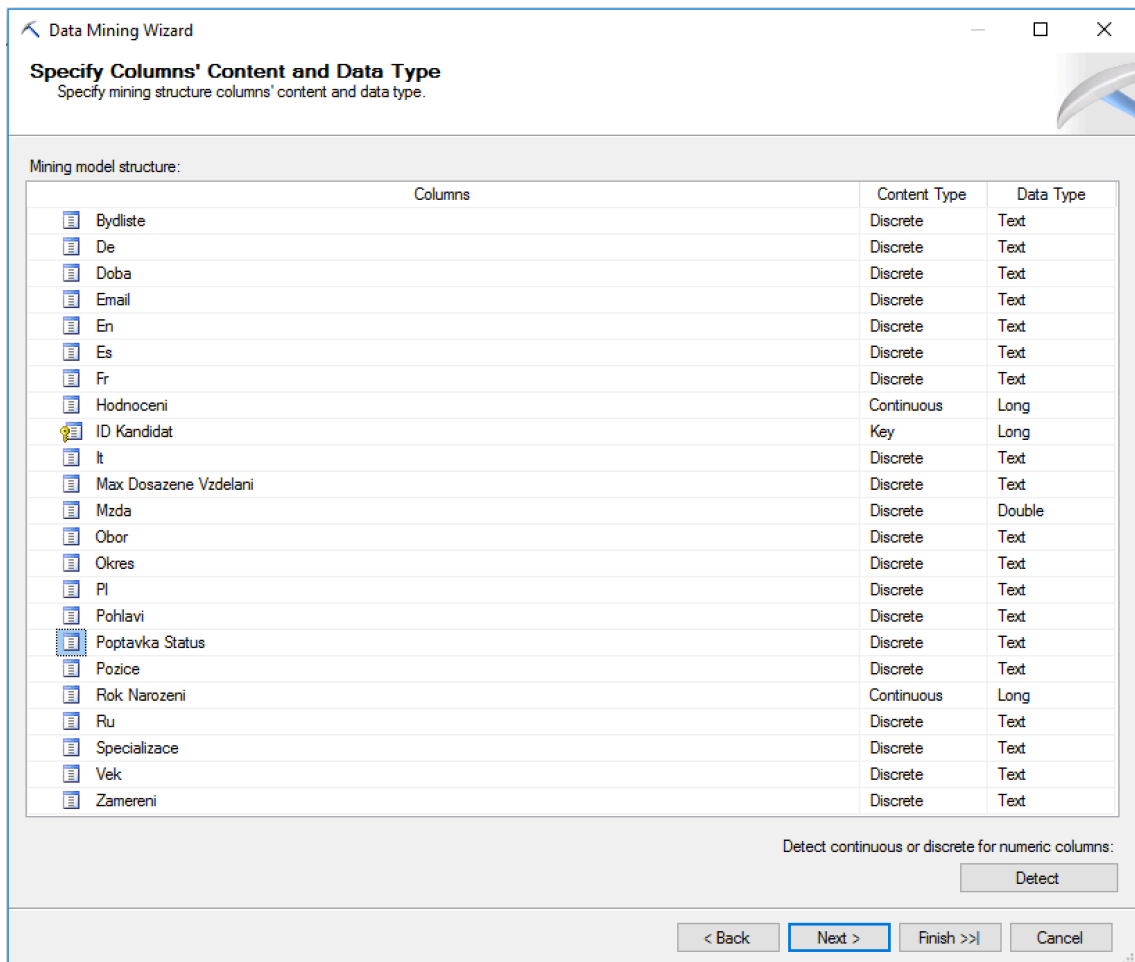 Data Mining Wizard
Specify Columns' Content and Data Type
Specify mining structure columns' content and data type.
Mining model structure:
Columns Content Type Data Type
Bydliste Discrete Text
De Discrete Text
Doba Discrete Text
Email Discrete Text
En Discrete Text
Es Discrete Text
Fr Discrete Text
Hodnoceni Continuous Long
ID Kandidat Key Long
It Discrete Text
Max Dosazene Vzdelani Discrete Text
Mzda Discrete Double
Obor Discrete Text
Okres Discrete Text
Pl Discrete Text
Pohlavi Discrete Text
Poptavka Status Discrete Text
Pozice Discrete Text
Rok Narozeni Continuous Long
Ru Discrete Text
Specializace Discrete Text
Vek Discrete Text
Zamereni Discrete Text
Detect continuous or discrete for numeric columns:
Detect
< Back Next > Finish >>| Cancel